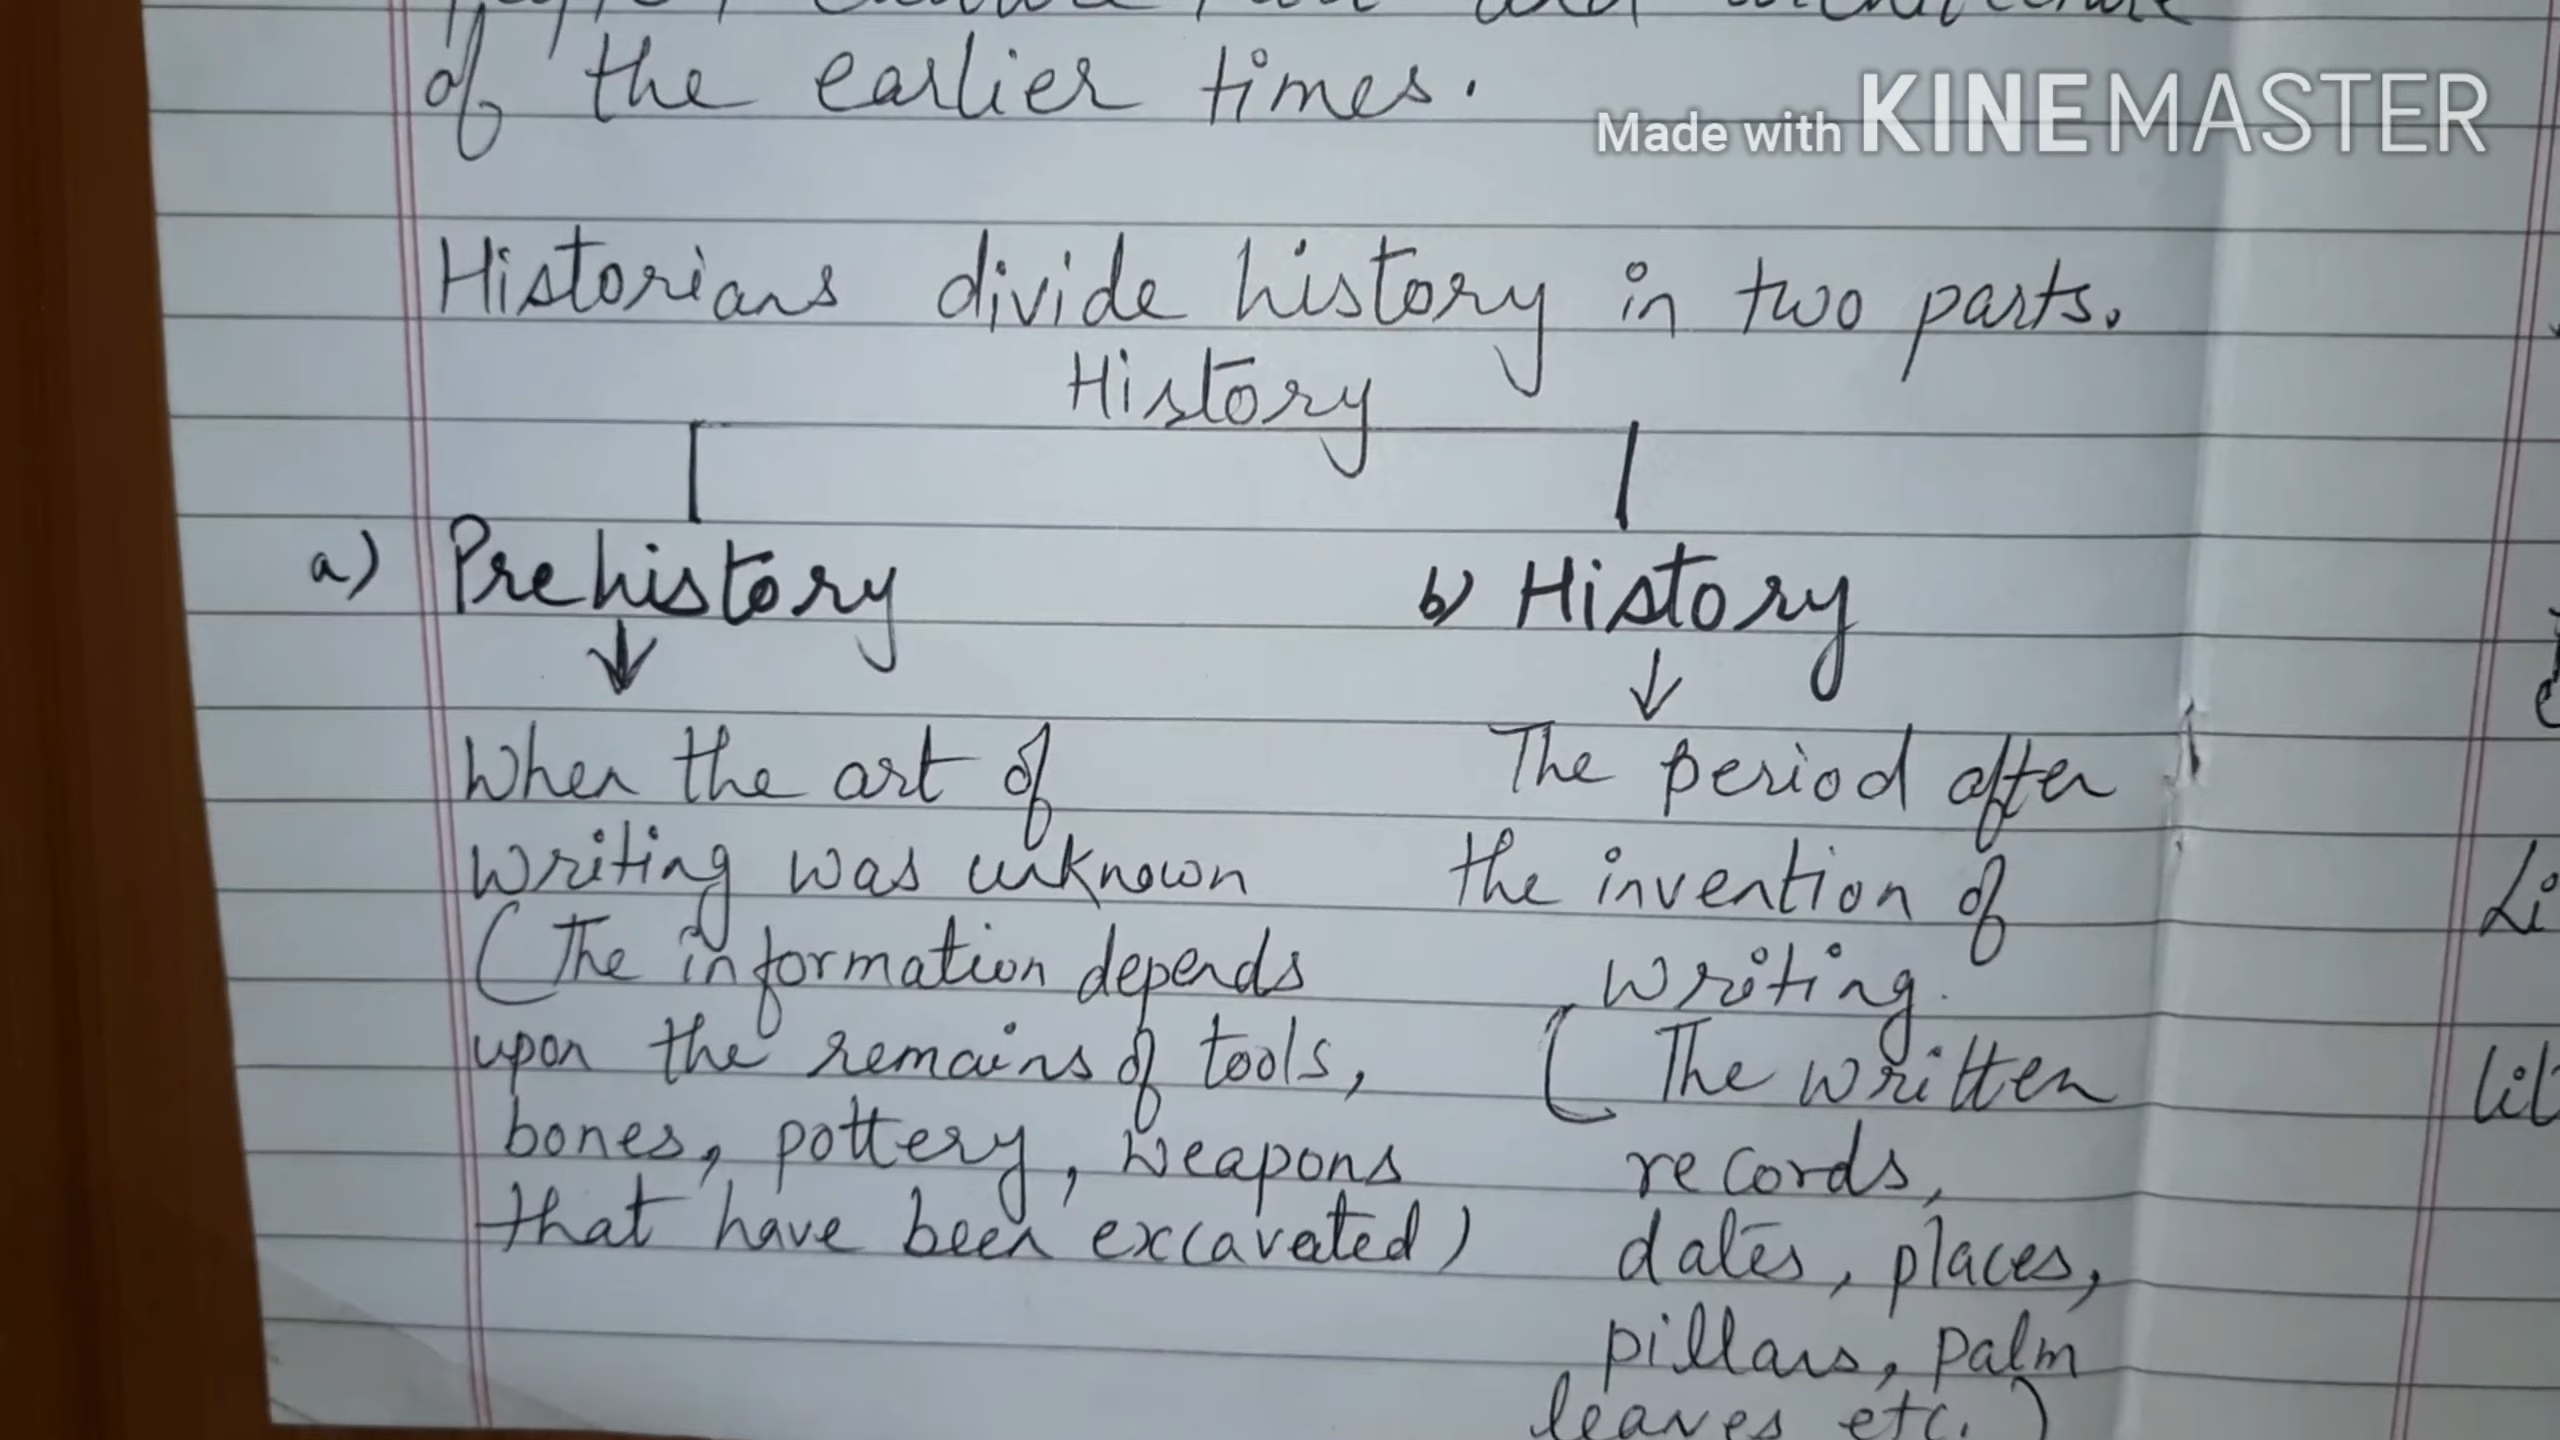 of the earlier times.
Made with KINEMASTER
Historians divide history in two parts.
History
a) Prehistory
When the art of
writing was unknown
(The information depends
upon the remains of tools,
bones, pottery, weapons
that have been excavated)
b) History
The period after
the invention of
writing.
(The written
records,
dates, places,
pillars, palm
leaves etc.)